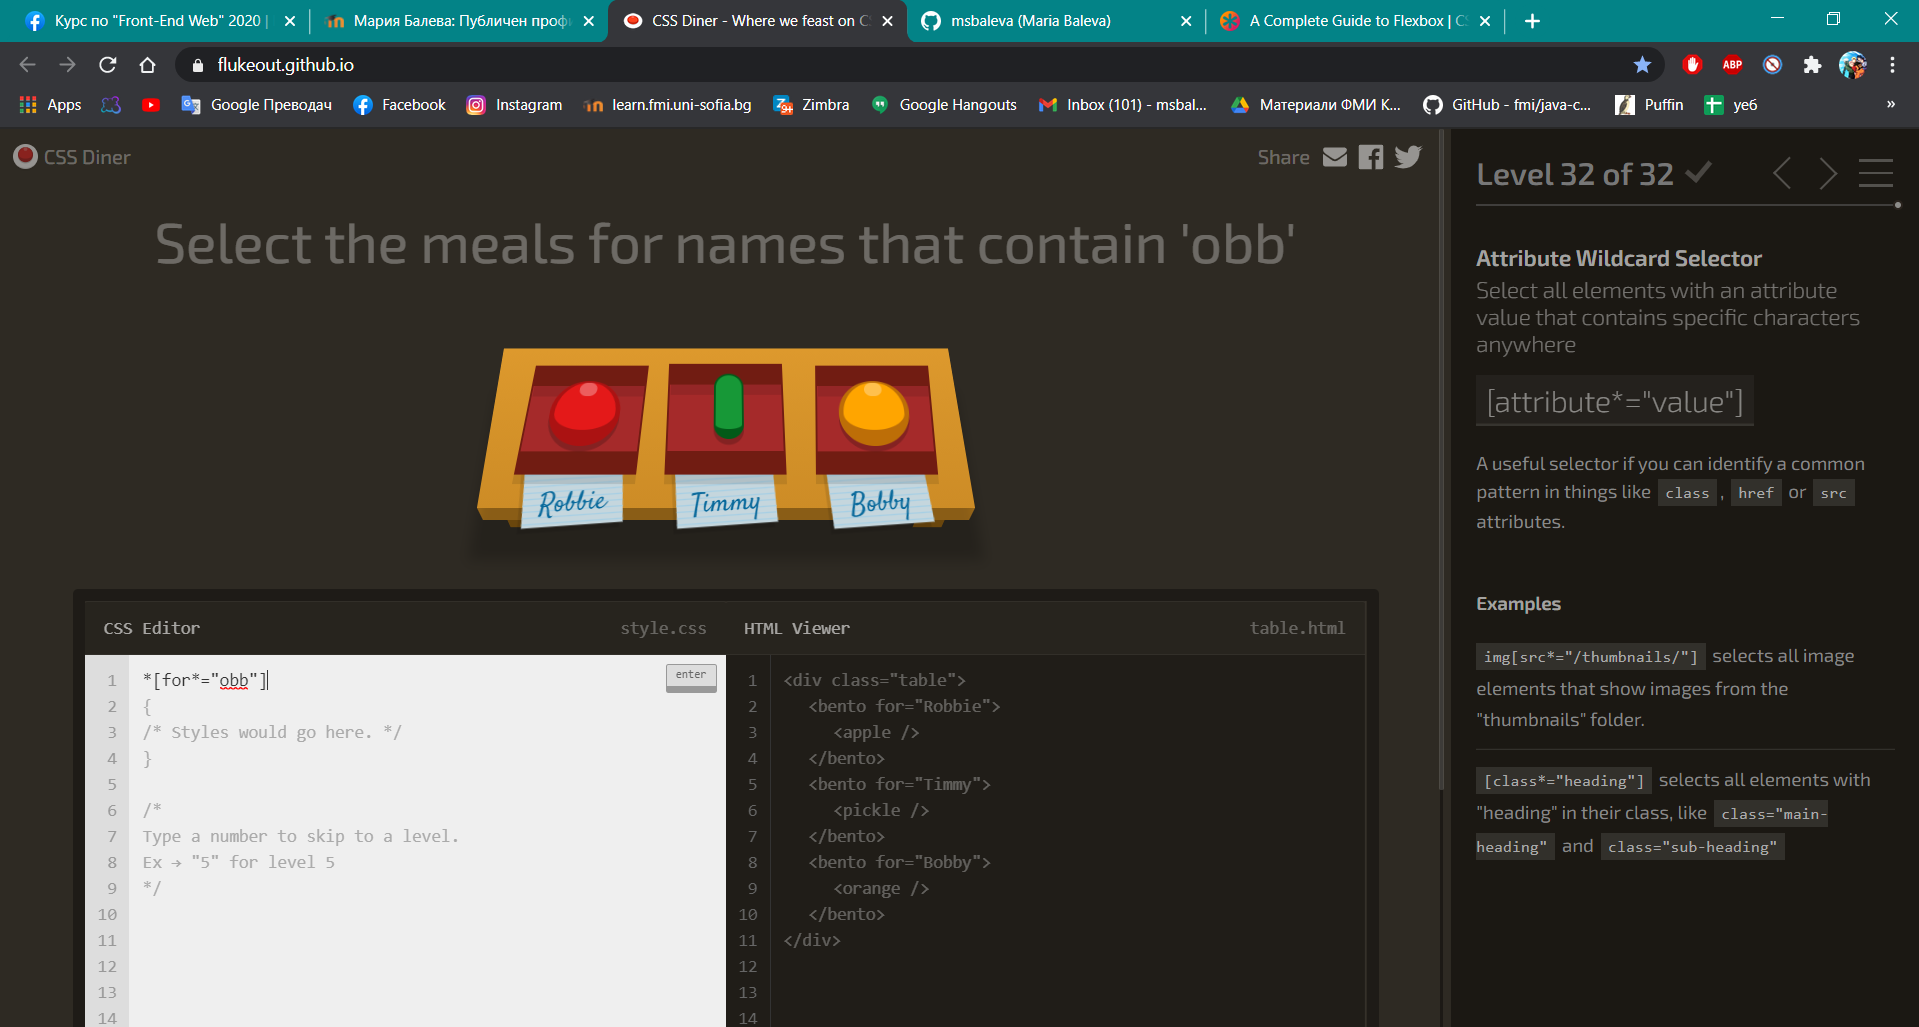 Курс по "Front-End Web" 2020 |
Мария Балева: Публичен проф
CSS Diner - Where we feast on CS
msbaleva (Maria Baleva)
A Complete Guide to Flexbox | CS
flukeout.github.io
ABP
Apps
Google Преводач
Facebook
Instagram
learn.fmi.uni-sofia.bg
Zimbra
Google Hangouts
Inbox (101) - msbal...
Материали ФМИ К...
GitHub - fmi/java-c...
Puffin
уеб
»
CSS Diner
Share
Select the meals for names that contain 'obb'
Robbie
Timmy
Bobby
CSS Editor
style.css
1 *[for*="obb"]
enter
2 {
3 /* Styles would go here. */
4 }
5
6 /*
7 Type a number to skip to a level.
8 Ex → "5" for level 5
9 */
10
11
12
13
14
HTML Viewer
table.html
1 <div class="table">
2 <bento for="Robbie">
3 <apple />
4 </bento>
5 <bento for="Timmy">
6 <pickle />
7 </bento>
8 <bento for="Bobby">
9 <orange />
10 </bento>
11 </div>
12
13
14
Level 32 of 32
Attribute Wildcard Selector
Select all elements with an attribute
value that contains specific characters
anywhere
[attribute*="value"]
A useful selector if you can identify a common
pattern in things like class , href or src
attributes.
Examples
img[src*="/thumbnails/"] selects all image
elements that show images from the
"thumbnails" folder.
[class*="heading"] selects all elements with
"heading" in their class, like class="main-
heading" and class="sub-heading"